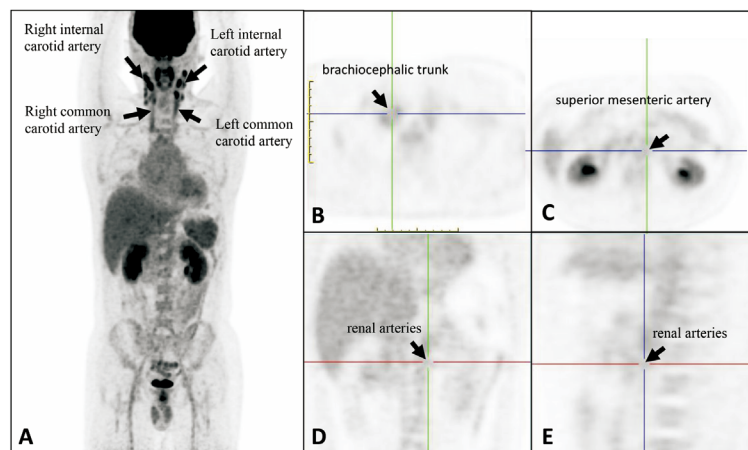 Right internal
carotid artery
Left internal
carotid artery
Right common
carotid artery
Left common
carotid artery
A
brachiocephalic trunk
B
superior mesenteric artery
C
renal arteries
D
renal arteries
E